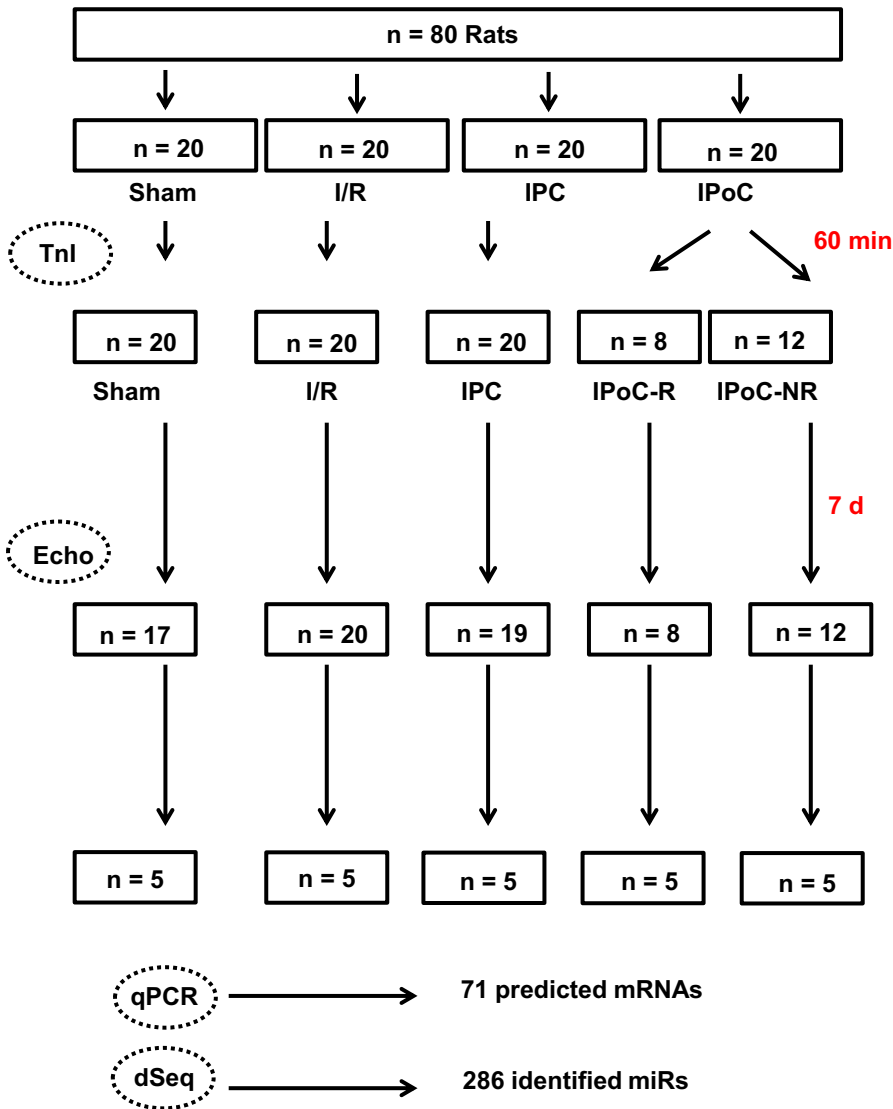 n = 80 Rats
n = 20 n = 20 n = 20 n = 20
Sham I/R IPC IPoC
TnI 60 min
n = 20 n = 20 n = 20 n = 8 n = 12
Sham I/R IPC IPoC-R IPoC-NR
7 d
Echo
n = 17 n = 20 n = 19 n = 8 n = 12
n = 5 n = 5 n = 5 n = 5 n = 5
qPCR 71 predicted mRNAs
dSeq 286 identified miRs